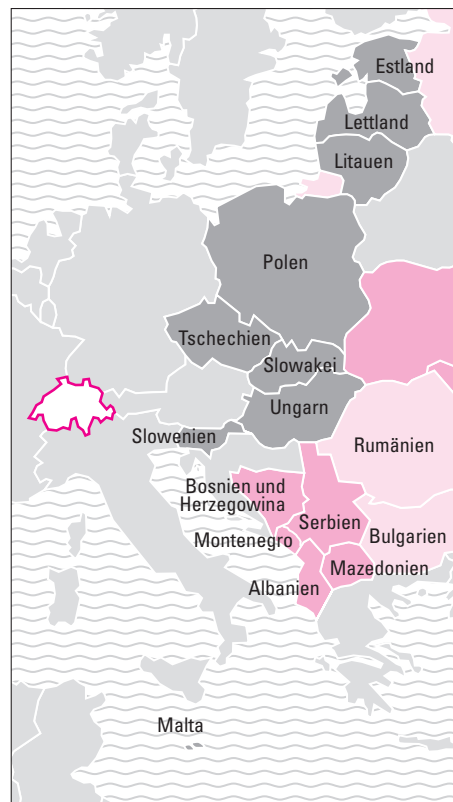 Estland
Lettland
Litauen
Polen
Tschechien
Slowakei
Ungarn
Slowenien
Rumänien
Bosnien und
Herzegowina
Serbien
Montenegro
Bulgarien
Mazedonien
Albanien
Malta